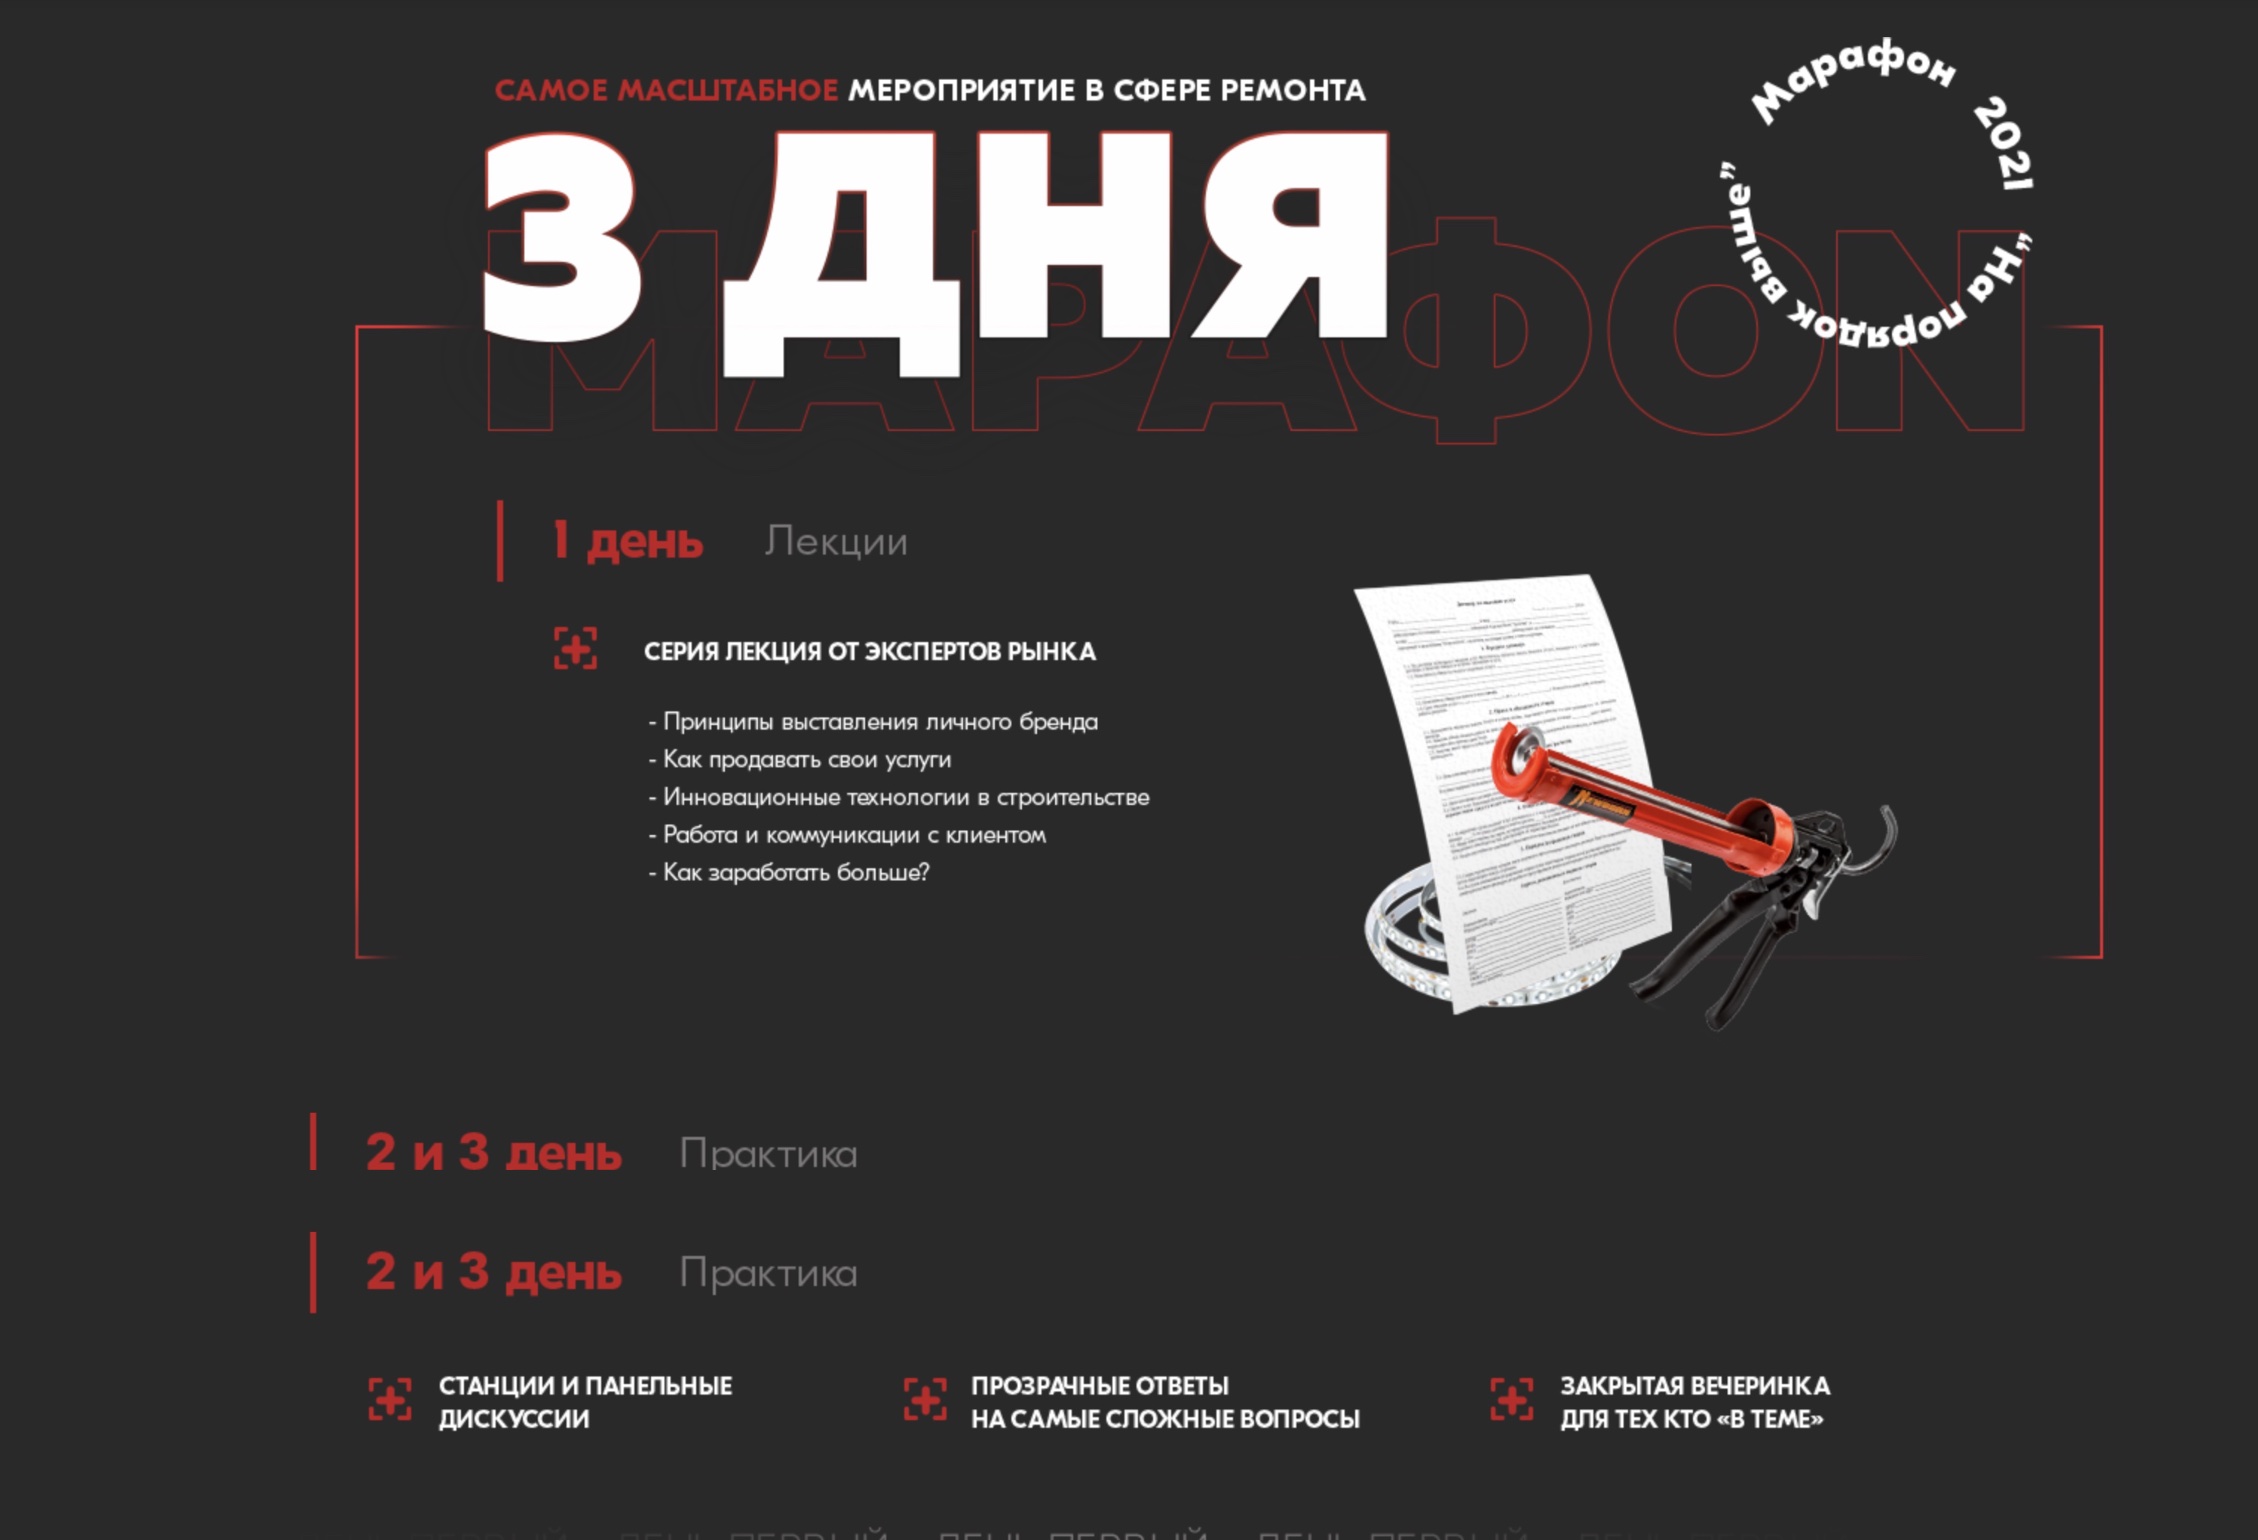 САМОЕ МАСШТАБНОЕ МЕРОПРИЯТИЕ В СФЕРЕ РЕМОНТА
3 ДНЯ
МАРАФОN
Марафон 2021 „На порядок выше”
1 день Лекции
СЕРИЯ ЛЕКЦИЯ ОТ ЭКСПЕРТОВ РЫНКА
- Принципы выставления личного бренда
- Как продавать свои услуги
- Инновационные технологии в строительстве
- Работа и коммуникации с клиентом
- Как заработать больше?
2 и 3 день Практика
2 и 3 день Практика
СТАНЦИИ И ПАНЕЛЬНЫЕ
ДИСКУССИИ
ПРОЗРАЧНЫЕ ОТВЕТЫ
НА САМЫЕ СЛОЖНЫЕ ВОПРОСЫ
ЗАКРЫТАЯ ВЕЧЕРИНКА
ДЛЯ ТЕХ КТО «В ТЕМЕ»